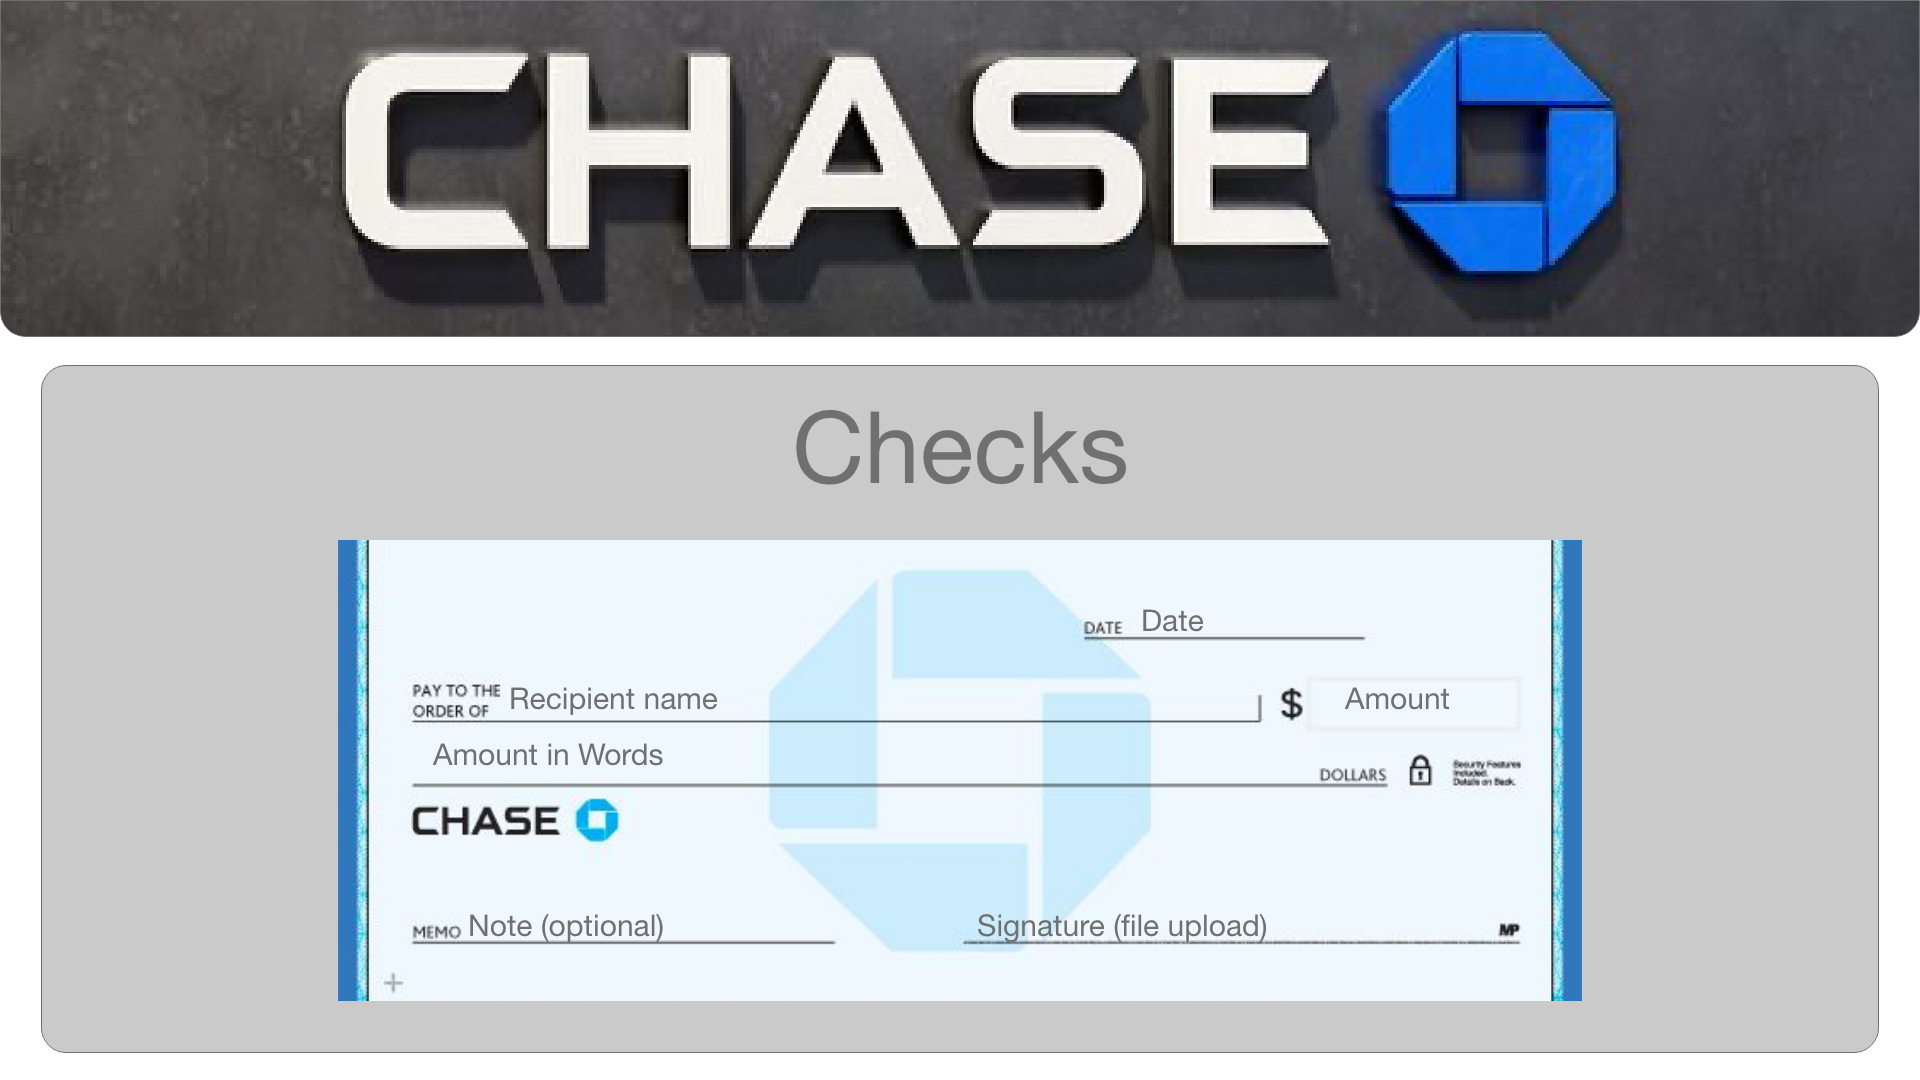 CHASE
Checks
DATE Date
PAY TO THE
ORDER OF Recipient name $ Amount
Amount in Words
DOLLARS
Security Features
Included.
Details on Back.
CHASE
MEMO Note (optional) Signature (file upload) MP